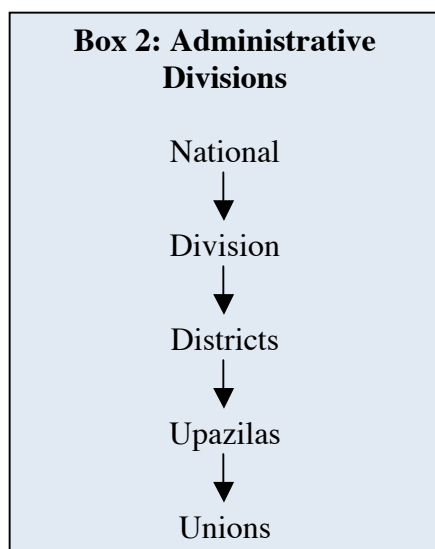 Box 2: Administrative
Divisions
National
Division
Districts
Upazilas
Unions